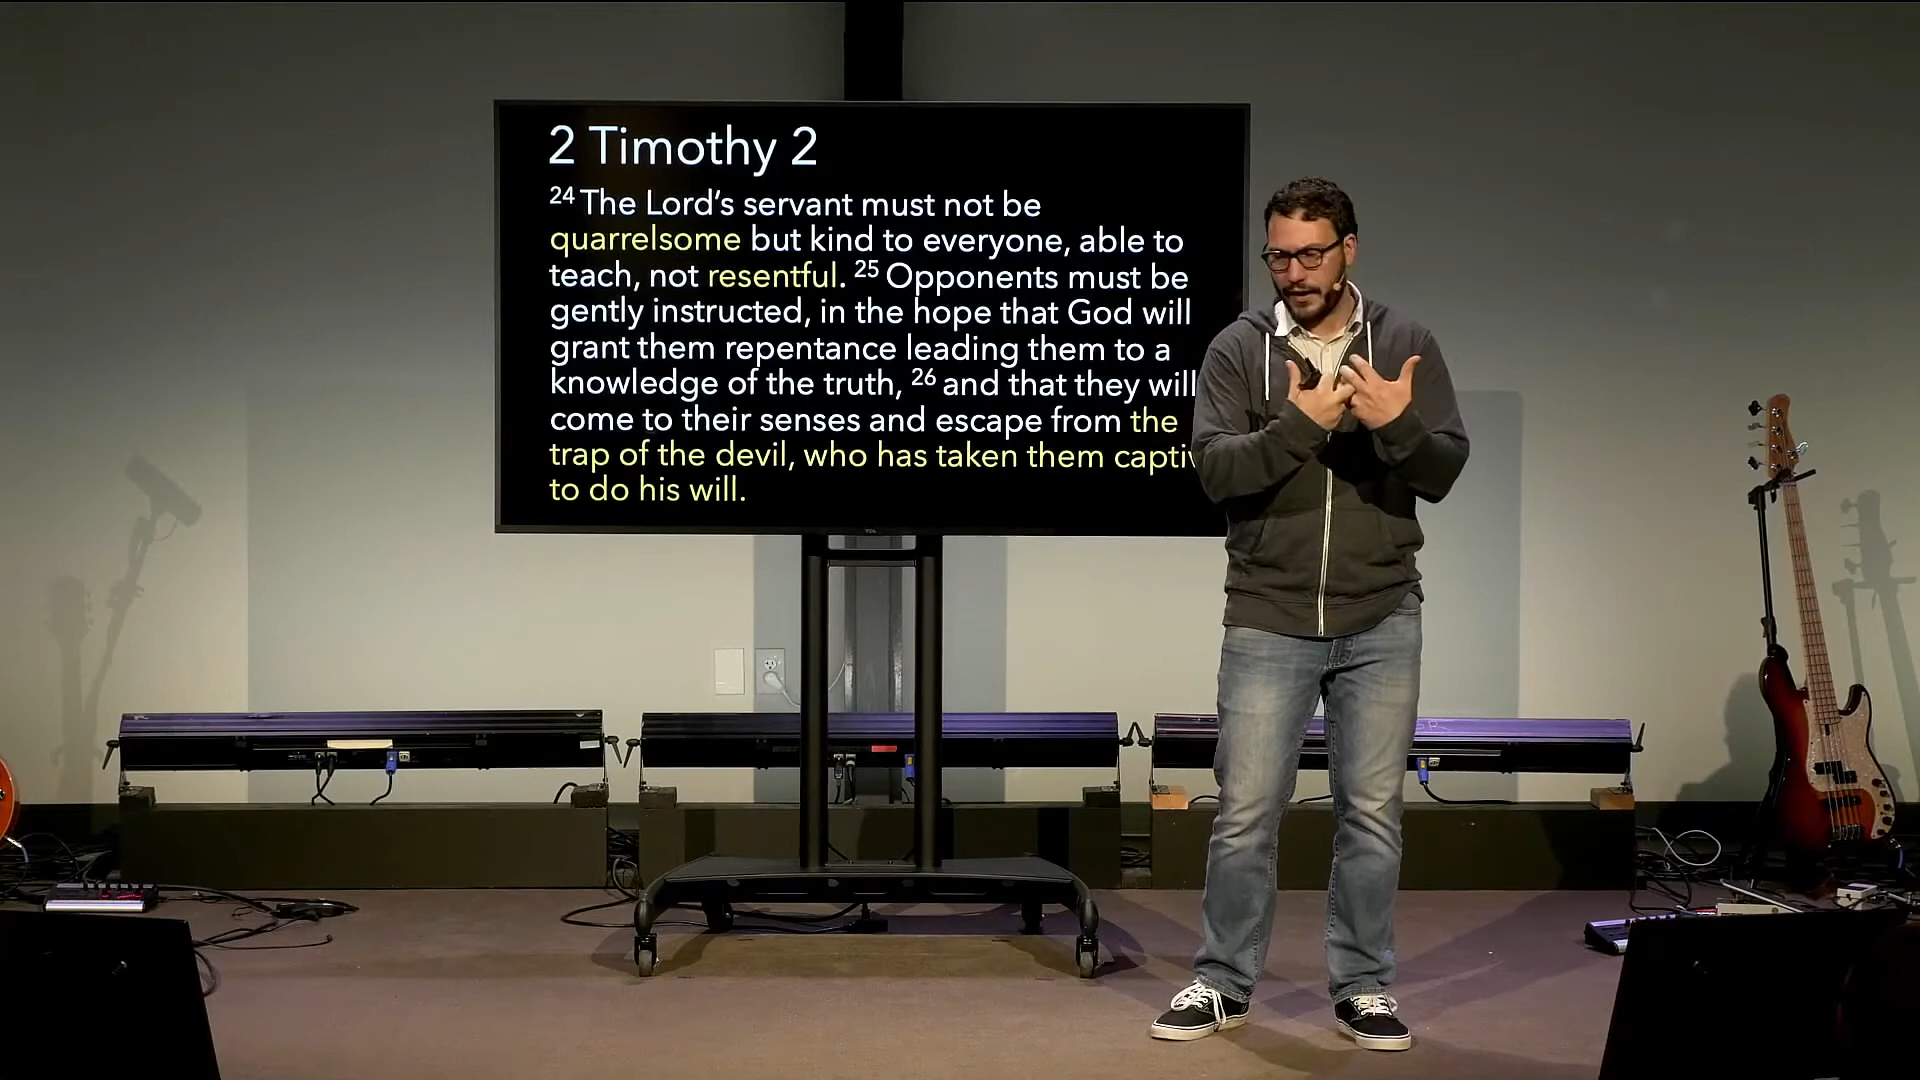 2 Timothy 2
24 The Lord's servant must not be
quarrelsome but kind to everyone, able to
teach, not resentful. 25 Opponents must be
gently instructed, in the hope that God will
grant them repentance leading them to a
knowledge of the truth, 26 and that they will
come to their senses and escape from the
trap of the devil, who has taken them captiv
to do his will.
TCL